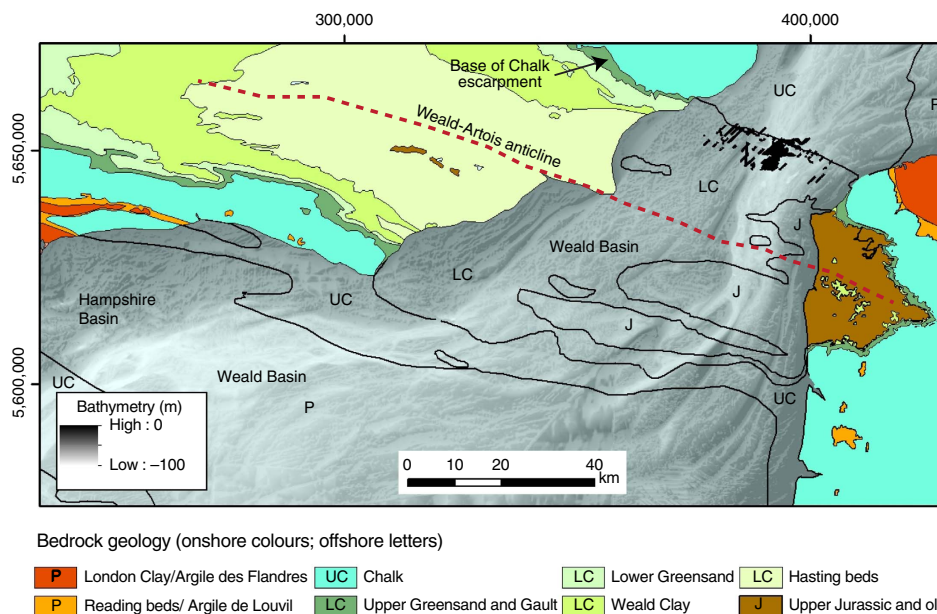 300,000
400,000
5,650,000
5,600,000
Base of Chalk
escarpment
UC
P
Weald-Artois anticline
LC
J
Weald Basin
LC
Hampshire
Basin
UC
J
J
Weald Basin
UC
UC
P
Bathymetry (m)
High : 0
Low : –100
0 10 20 40
km
Bedrock geology (onshore colours; offshore letters)
P London Clay/Argile des Flandres
UC Chalk
LC Lower Greensand
LC Hasting beds
P Reading beds/ Argile de Louvil
LC Upper Greensand and Gault
LC Weald Clay
J Upper Jurassic and ol